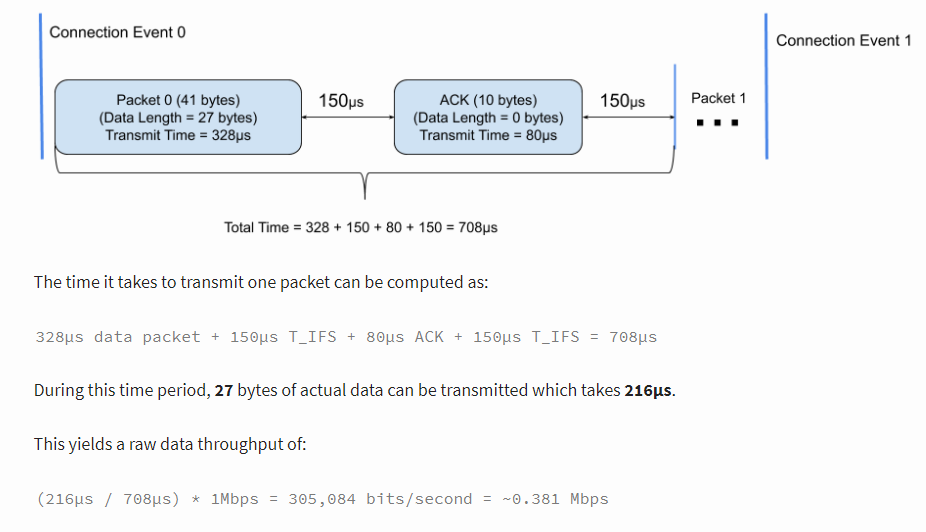 Connection Event 0
Connection Event 1
Packet 0 (41 bytes)
(Data Length = 27 bytes)
Transmit Time = 328μs
150μs
ACK (10 bytes)
(Data Length = 0 bytes)
Transmit Time = 80μs
150μs
Packet 1
Total Time = 328 + 150 + 80 + 150 = 708μs
The time it takes to transmit one packet can be computed as:
328μs data packet + 150μs T_IFS + 80μs ACK + 150μs T_IFS = 708μs
During this time period, 27 bytes of actual data can be transmitted which takes 216μs.
This yields a raw data throughput of:
(216μs / 708μs) * 1Mbps = 305,084 bits/second = ~0.381 Mbps